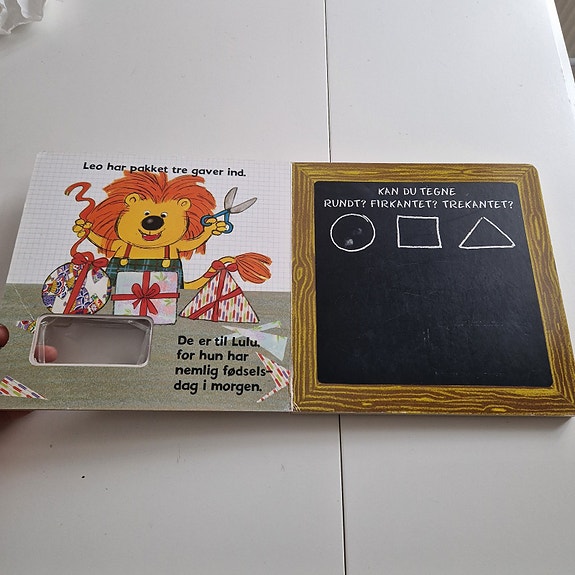 Leo har pakket tre gaver ind.
De er til Lulu,
for hun har
nemlig fødsels-
dag i morgen.
KAN DU TEGNE
RUNDT? FIRKANTET? TREKANTET?